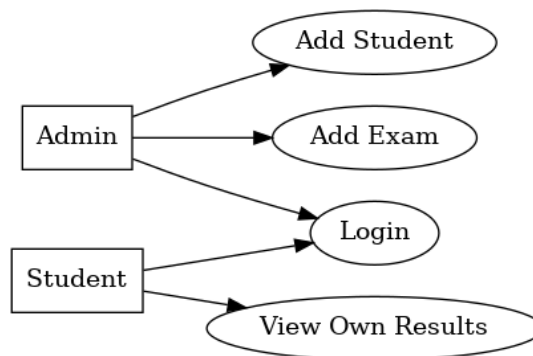 Add Student
Admin
Add Exam
Login
Student
View Own Results